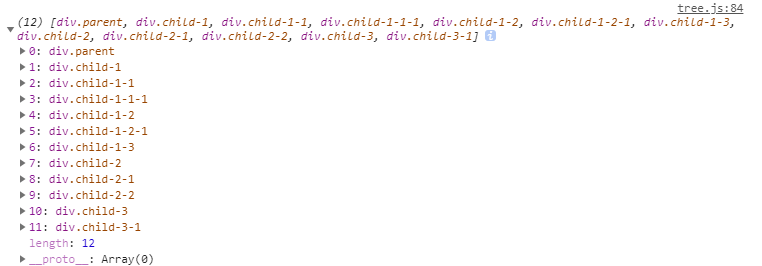 tree.js:84
(12) [div.parent, div.child-1, div.child-1-1, div.child-1-1-1, div.child-1-2, div.child-1-2-1, div.child-1-3,
div.child-2, div.child-2-1, div.child-2-2, div.child-3, div.child-3-1] i
0: div.parent
1: div.child-1
2: div.child-1-1
3: div.child-1-1-1
4: div.child-1-2
5: div.child-1-2-1
6: div.child-1-3
7: div.child-2
8: div.child-2-1
9: div.child-2-2
10: div.child-3
11: div.child-3-1
length: 12
__proto__: Array(0)